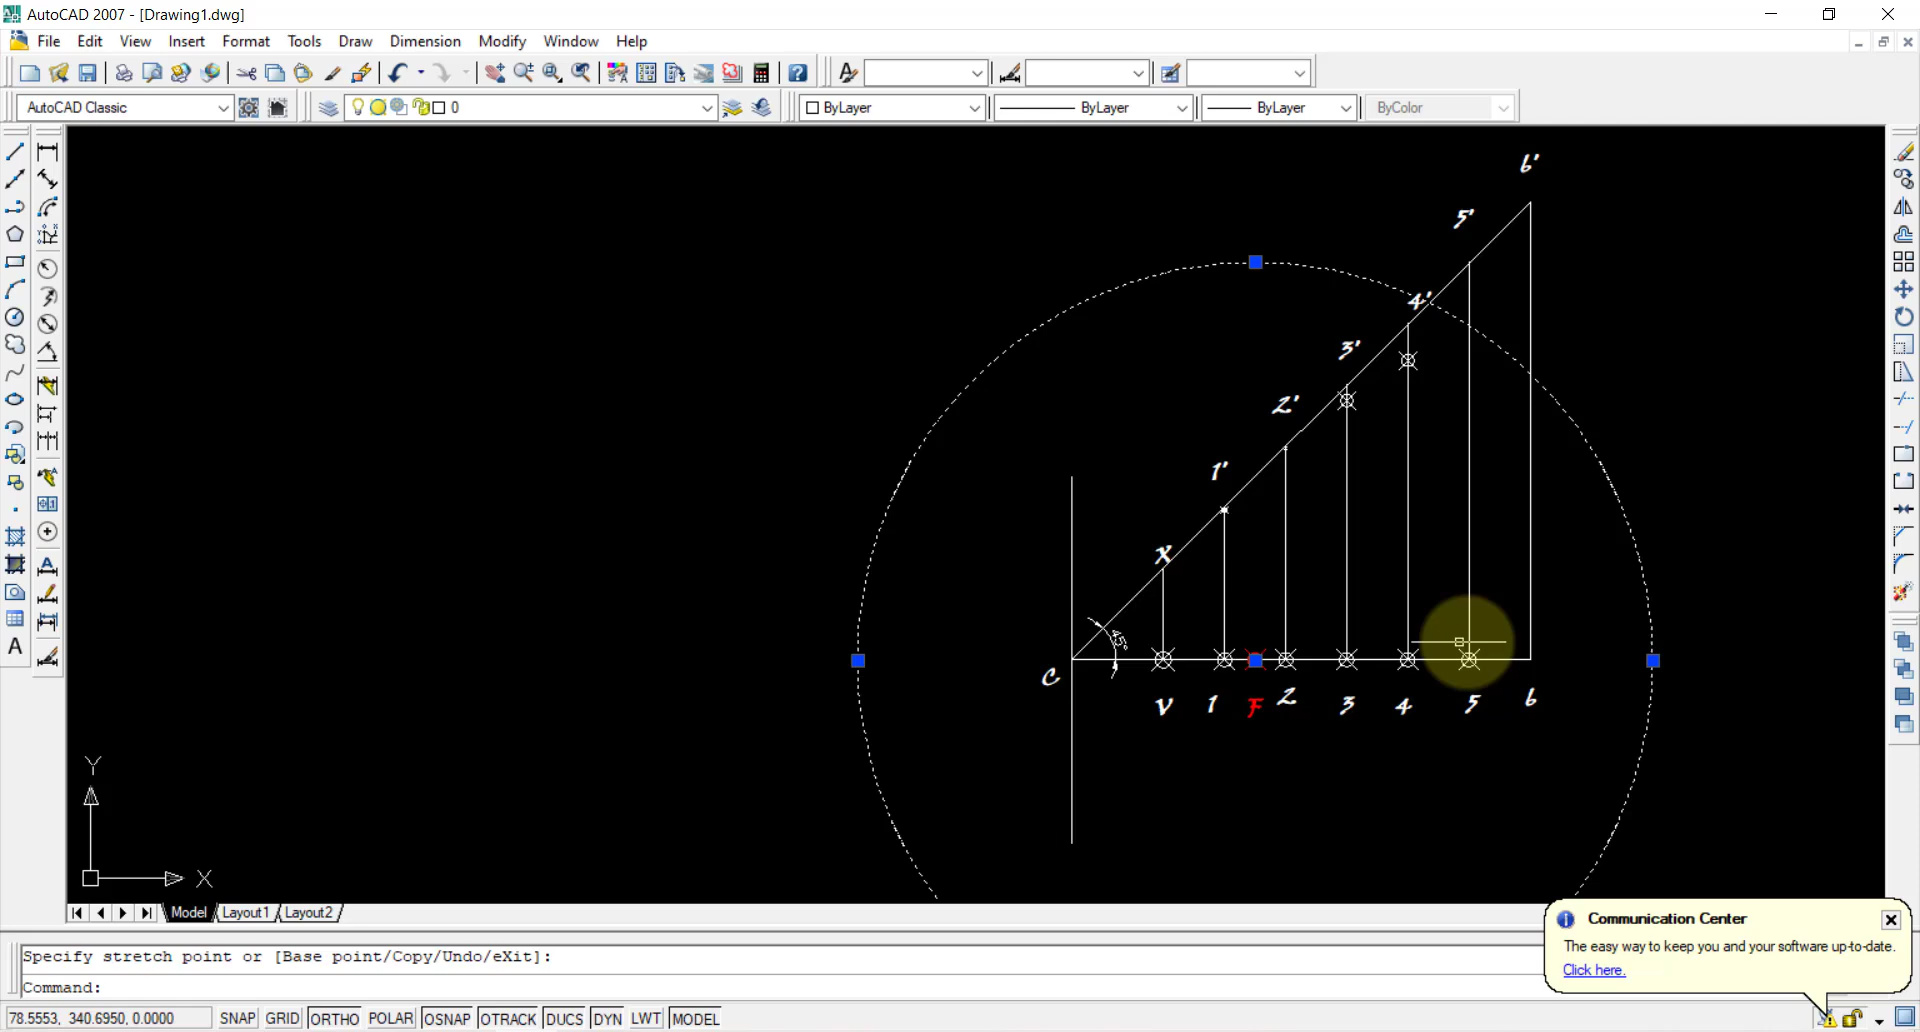 AutoCAD 2007 - [Drawing1.dwg]
File Edit View Insert Format Tools Draw Dimension Modify Window Help
AutoCAD Classic 0 ByLayer ByLayer ByLayer ByColor
6'
5'
4'
3'
2'
1'
X
45°
C
V 1 F 2 3 4 5 6
Y
X
Model Layout1 Layout2
Communication Center
The easy way to keep you and your software up-to-date.
Click here.
Specify stretch point or [Base point/Copy/Undo/eXit]:
Command:
78.5553, 340.6950, 0.0000 SNAP GRID ORTHO POLAR OSNAP OTRACK DUCS DYN LWT MODEL